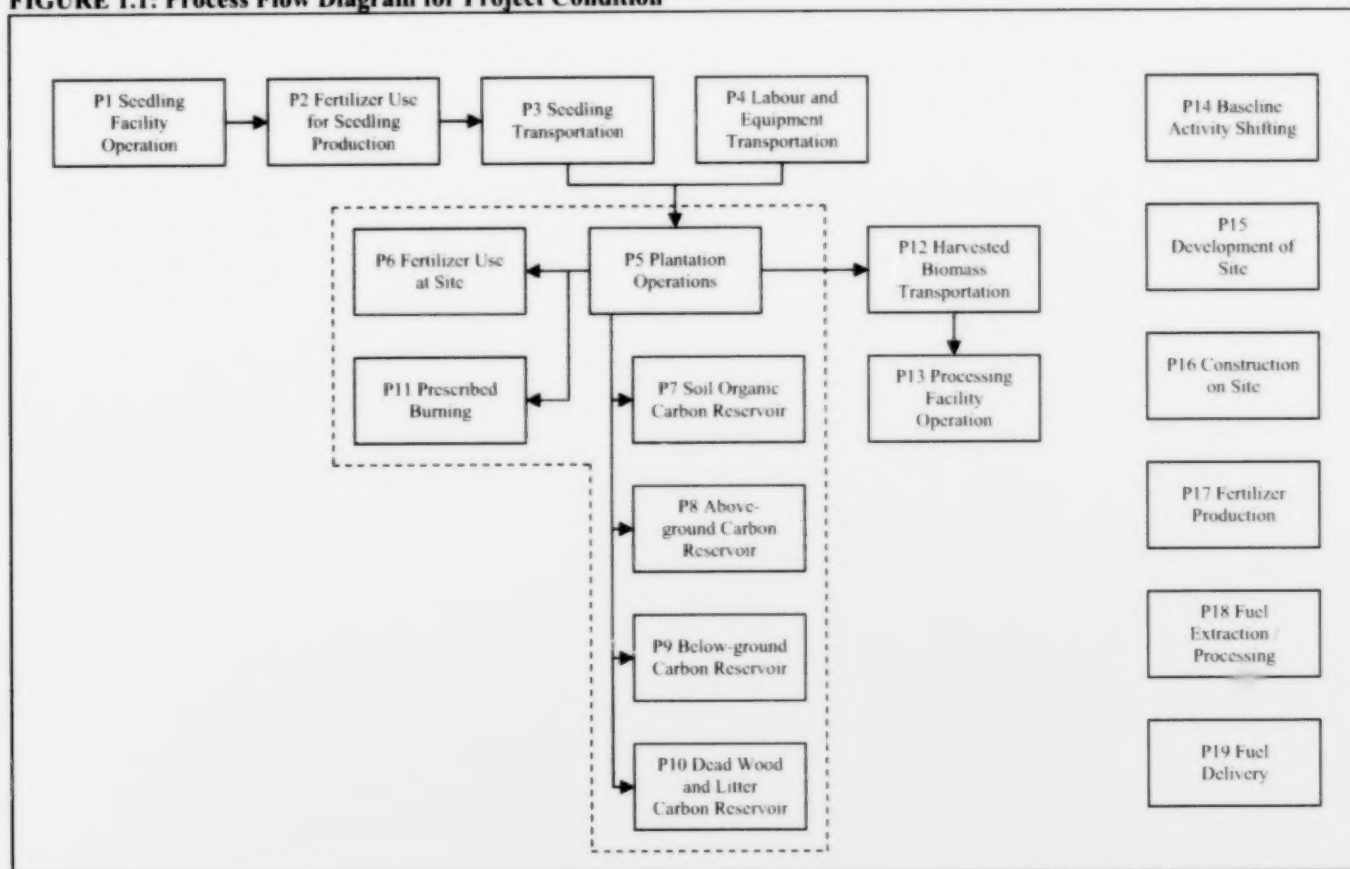 FIGURE 1.1: Process Flow Diagram for Project Condition
P1 Seedling
Facility
Operation
P2 Fertilizer Use
for Seedling
Production
P3 Seedling
Transportation
P4 Labour and
Equipment
Transportation
P14 Baseline
Activity Shifting
P6 Fertilizer Use
at Site
P5 Plantation
Operations
P12 Harvested
Biomass
Transportation
P15
Development of
Site
P11 Prescribed
Burning
P7 Soil Organic
Carbon Reservoir
P13 Processing
Facility
Operation
P16 Construction
on Site
P8 Above-
ground Carbon
Reservoir
P17 Fertilizer
Production
P9 Below-ground
Carbon Reservoir
P18 Fuel
Extraction /
Processing
P10 Dead Wood
and Litter
Carbon Reservoir
P19 Fuel
Delivery